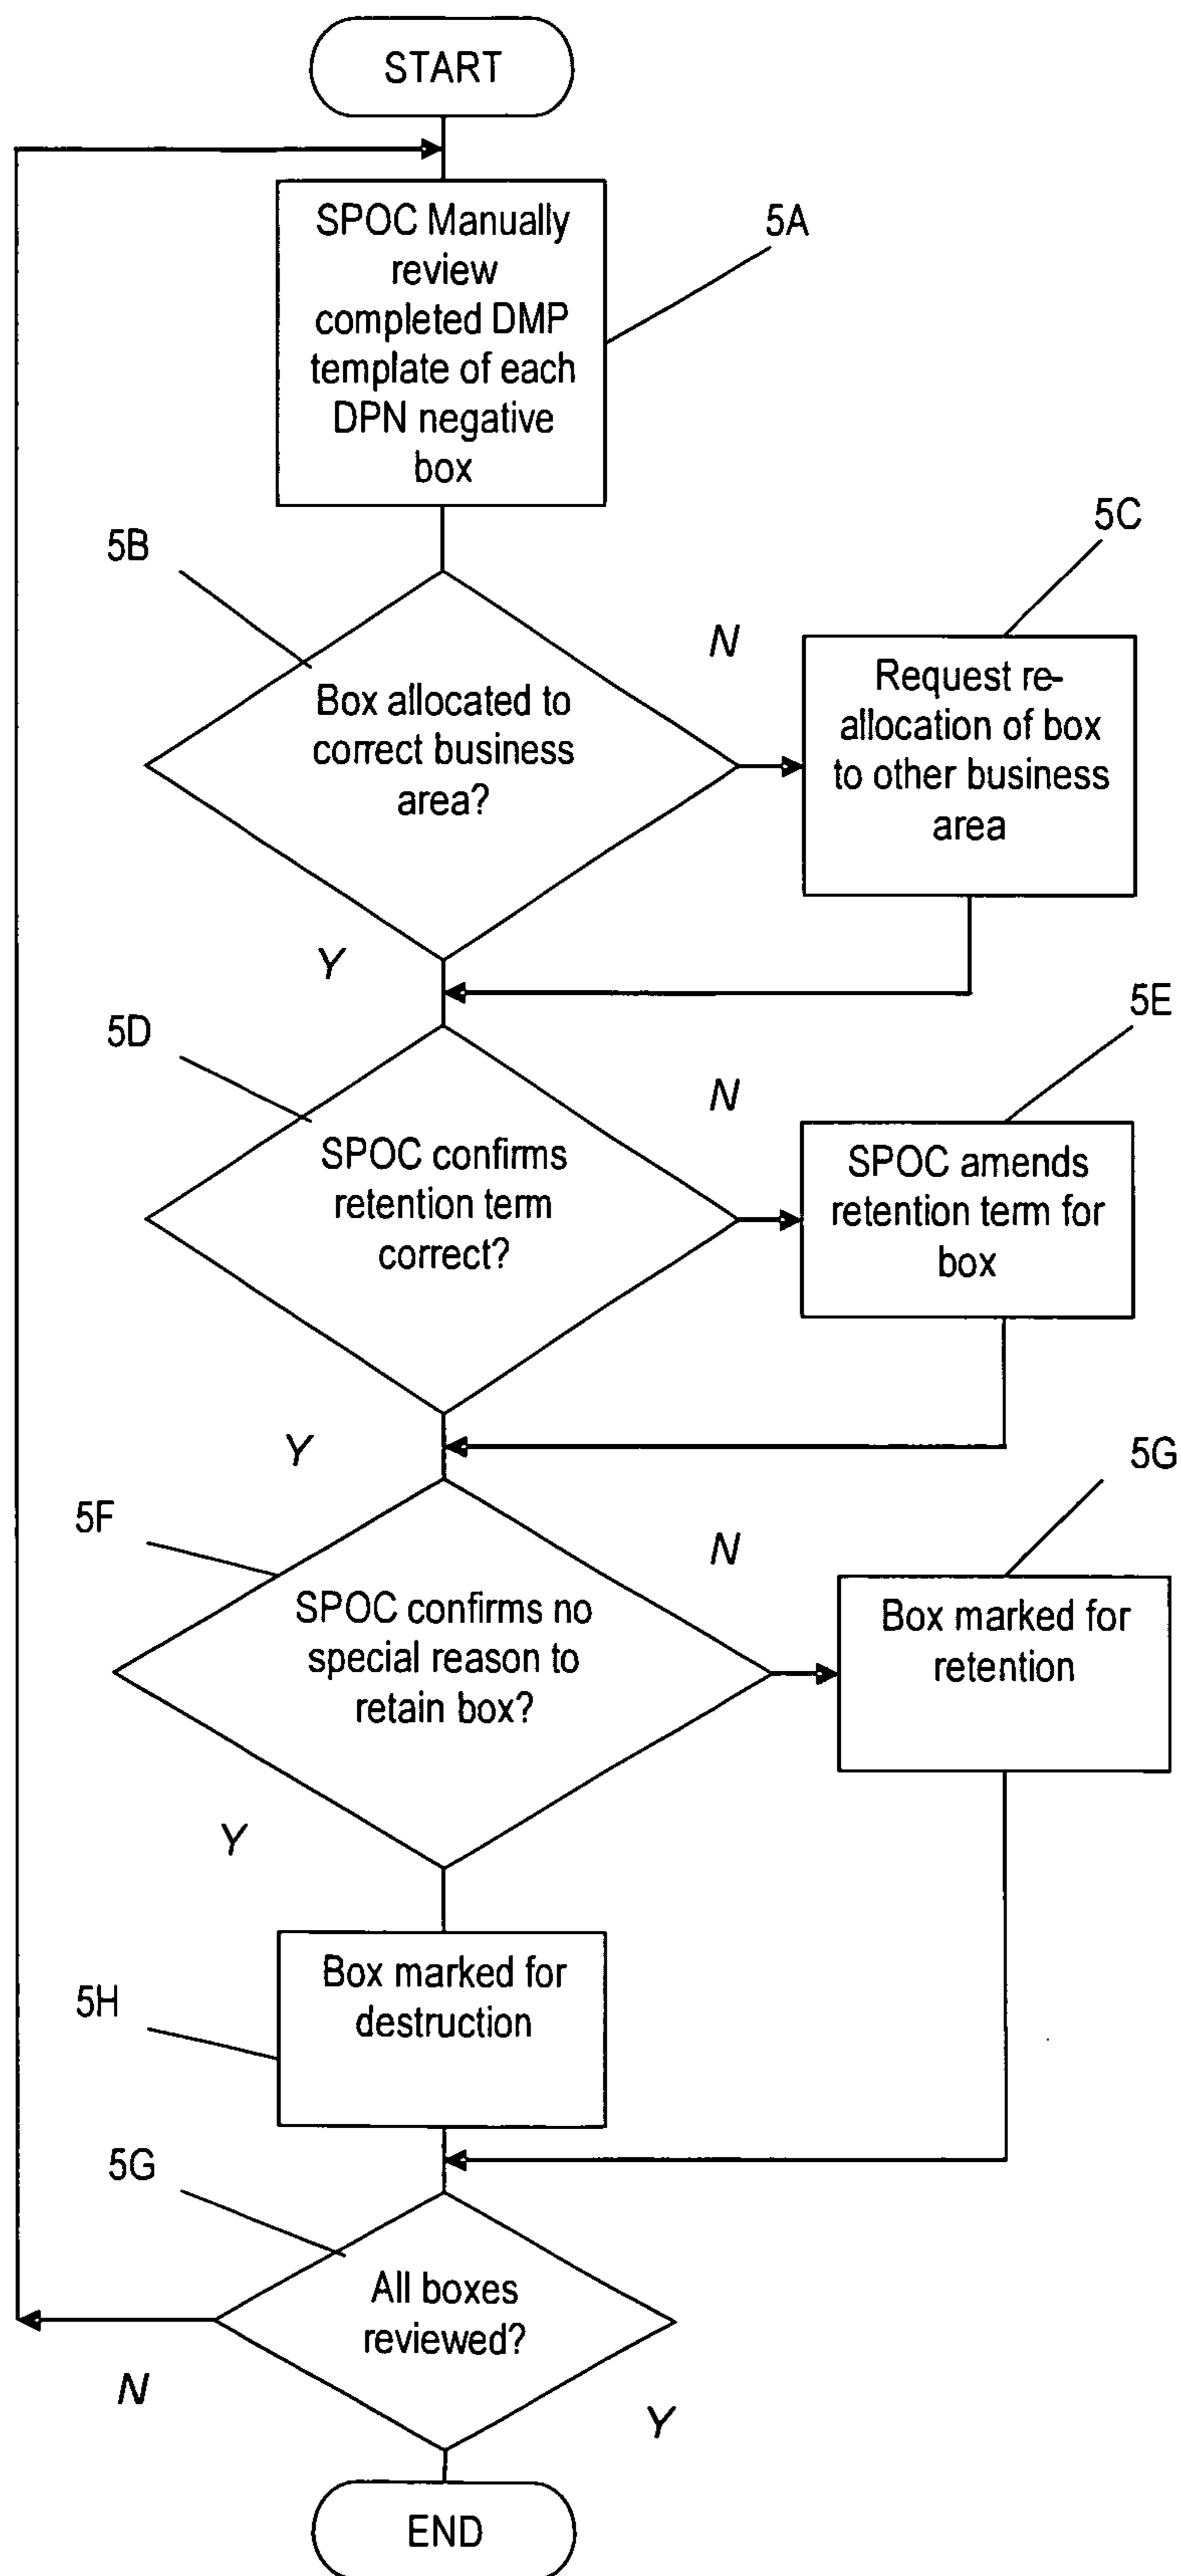 START
SPOC Manually
review
completed DMP
template of each
DPN negative
box
5A
5B
Box allocated to
correct business
area?
N
5C
Request re-
allocation of box
to other business
area
Y
5D
SPOC confirms
retention term
correct?
N
5E
SPOC amends
retention term for
box
Y
5F
SPOC confirms no
special reason to
retain box?
N
5G
Box marked for
retention
Y
5H
Box marked for
destruction
5G
All boxes
reviewed?
N
Y
END